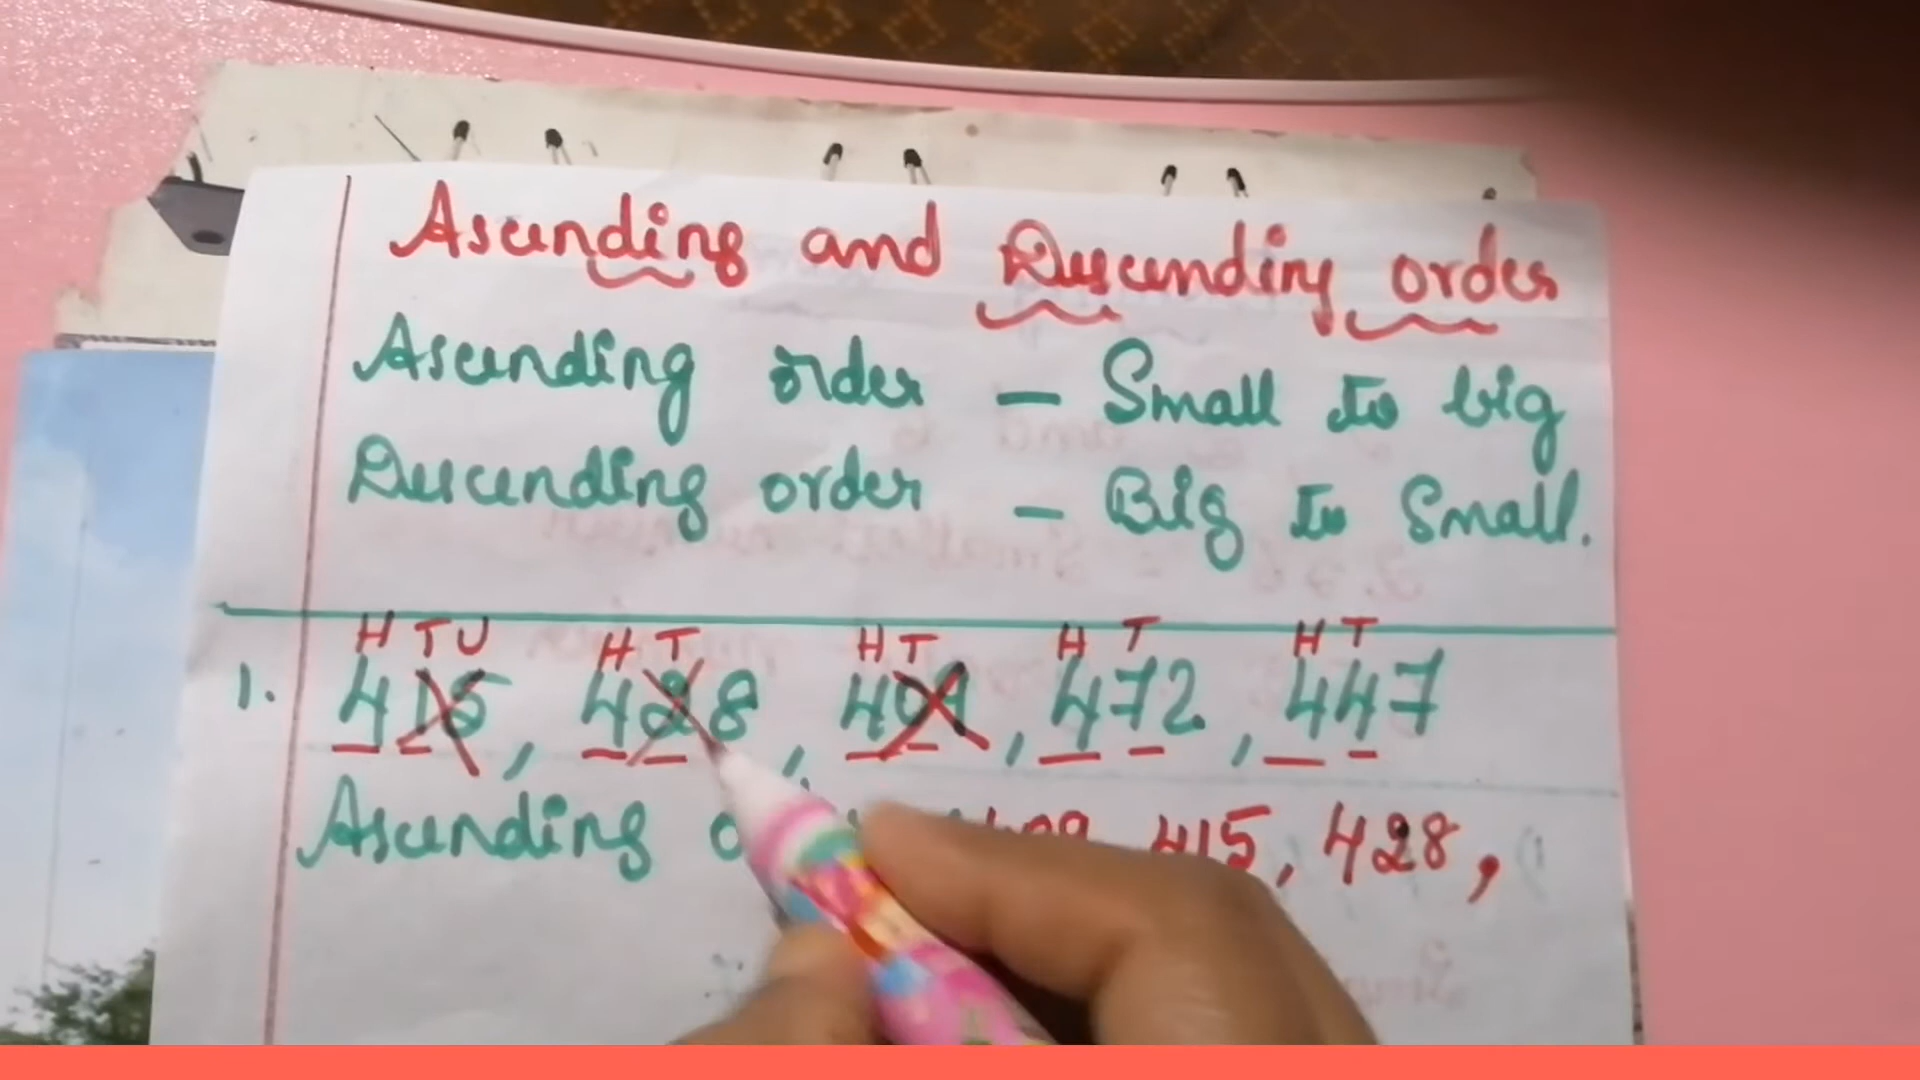 Ascending and Descending order
Ascending order - Small to big
Descending order - Big to Small.
H T U H T H T H T H T
1. 415, 428, 409, 472, 447
Ascending 409 415, 428,